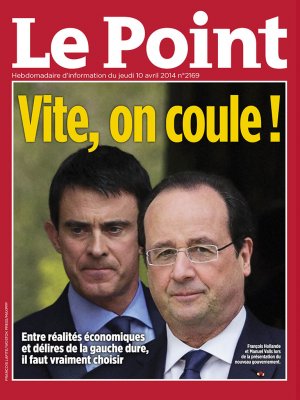 Le Point
Hebdomadaire d'information du jeudi 10 avril 2014 n°2169
Vite, on coule !
Entre réalités économiques
et délires de la gauche dure,
il faut vraiment choisir
François Hollande
et Manuel Valls lors
de la présentation du
nouveau gouvernement.